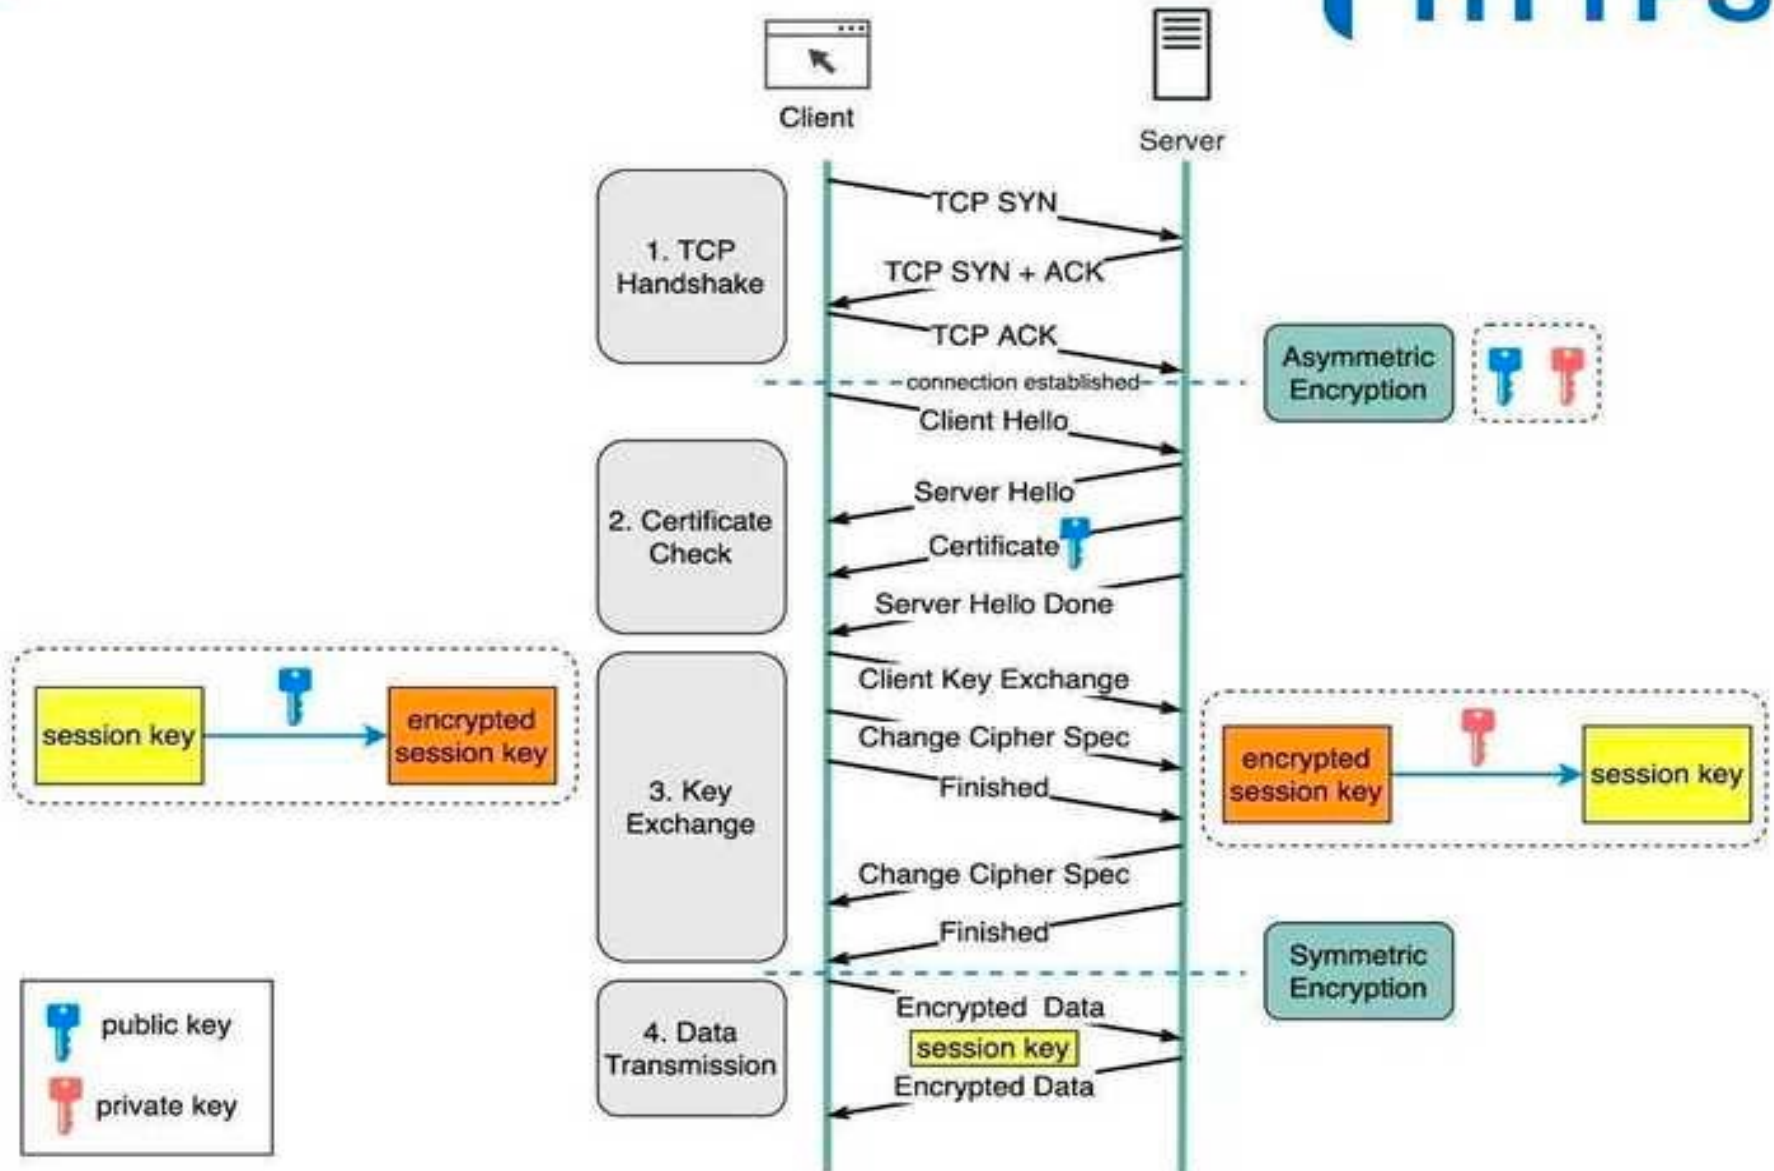 HTTPS
Client
Server
1. TCP
Handshake
TCP SYN
TCP SYN + ACK
TCP ACK
connection established
Asymmetric
Encryption
2. Certificate
Check
Client Hello
Server Hello
Certificate
Server Hello Done
session key
encrypted
session key
3. Key
Exchange
Client Key Exchange
Change Cipher Spec
Finished
Change Cipher Spec
Finished
encrypted
session key
session key
Symmetric
Encryption
4. Data
Transmission
Encrypted Data
session key
Encrypted Data
public key
private key